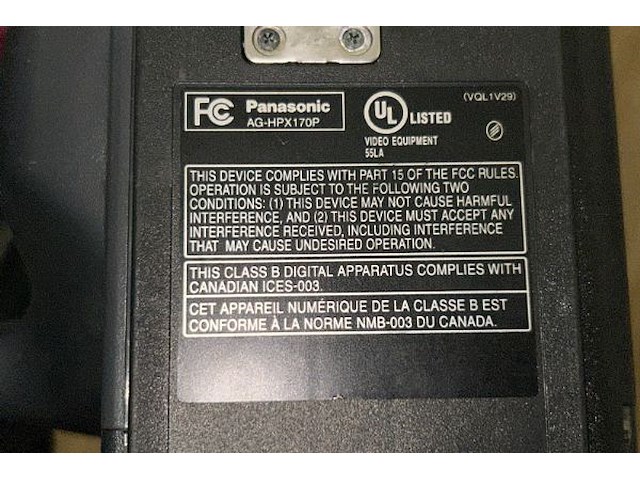 FC Panasonic
AG-HPX170P
UL LISTED
VIDEO EQUIPMENT
55LA
(VQL1V29)
THIS DEVICE COMPLIES WITH PART 15 OF THE FCC RULES.
OPERATION IS SUBJECT TO THE FOLLOWING TWO
CONDITIONS: (1) THIS DEVICE MAY NOT CAUSE HARMFUL
INTERFERENCE, AND (2) THIS DEVICE MUST ACCEPT ANY
INTERFERENCE RECEIVED, INCLUDING INTERFERENCE
THAT MAY CAUSE UNDESIRED OPERATION.
THIS CLASS B DIGITAL APPARATUS COMPLIES WITH
CANADIAN ICES-003.
CET APPAREIL NUMÉRIQUE DE LA CLASSE B EST
CONFORME À LA NORME NMB-003 DU CANADA.